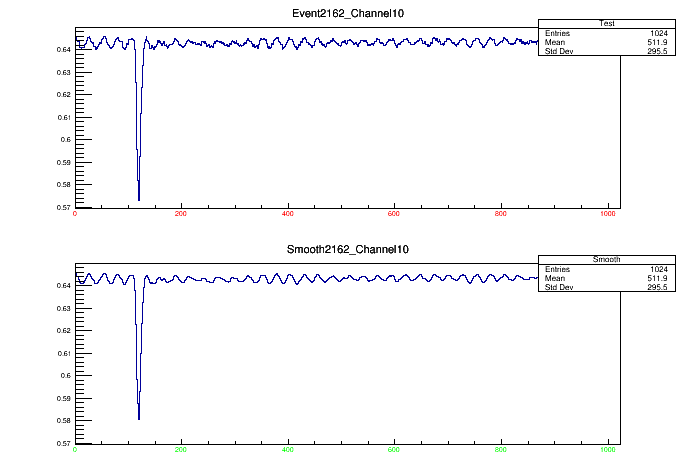 Event2162_Channel10
Test
Entries 1024
Mean 511.9
Std Dev 295.5
0.64
0.63
0.62
0.61
0.6
0.59
0.58
0.57
0 200 400 600 800 1000
Smooth2162_Channel10
Smooth
Entries 1024
Mean 511.9
Std Dev 295.5
0.64
0.63
0.62
0.61
0.6
0.59
0.58
0.57
0 200 400 600 800 1000